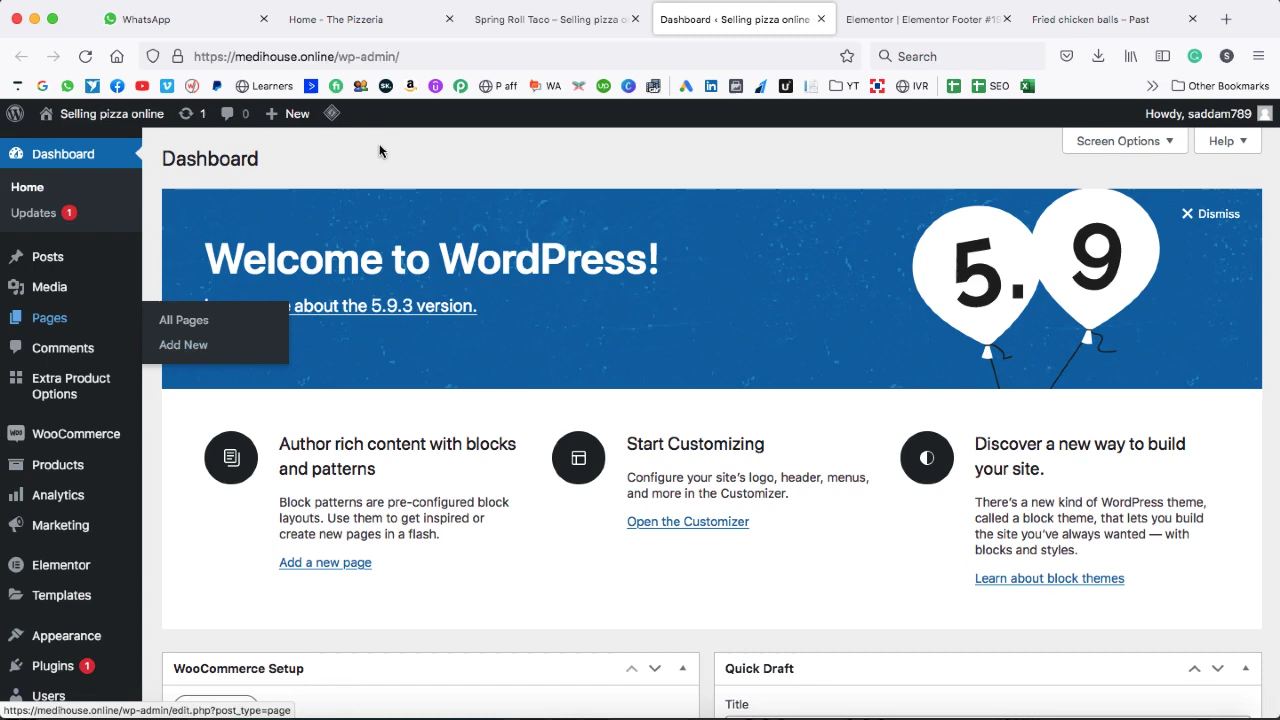 WhatsApp
Home - The Pizzeria
Spring Roll Taco – Selling pizza o
Dashboard ‹ Selling pizza online
Elementor | Elementor Footer #19
Fried chicken balls – Past
https://medihouse.online/wp-admin/
Search
S
Learners
P aff
WA
YT
IVR
SEO
Other Bookmarks
Selling pizza online
1
0
New
Howdy, saddam789
Screen Options
Help
Dashboard
Home
Updates 1
Posts
Media
Pages
All Pages
Add New
Comments
Extra Product
Options
WooCommerce
Products
Analytics
Marketing
Elementor
Templates
Appearance
Plugins 1
Users
https://medihouse.online/wp-admin/edit.php?post_type=page
Dashboard
Welcome to WordPress!
about the 5.9.3 version.
5.9
Dismiss
Author rich content with blocks
and patterns
Block patterns are pre-configured block
layouts. Use them to get inspired or
create new pages in a flash.
Add a new page
Start Customizing
Configure your site's logo, header, menus,
and more in the Customizer.
Open the Customizer
Discover a new way to build
your site.
There's a new kind of WordPress theme,
called a block theme, that lets you build
the site you've always wanted — with
blocks and styles.
Learn about block themes
WooCommerce Setup
Quick Draft
Title